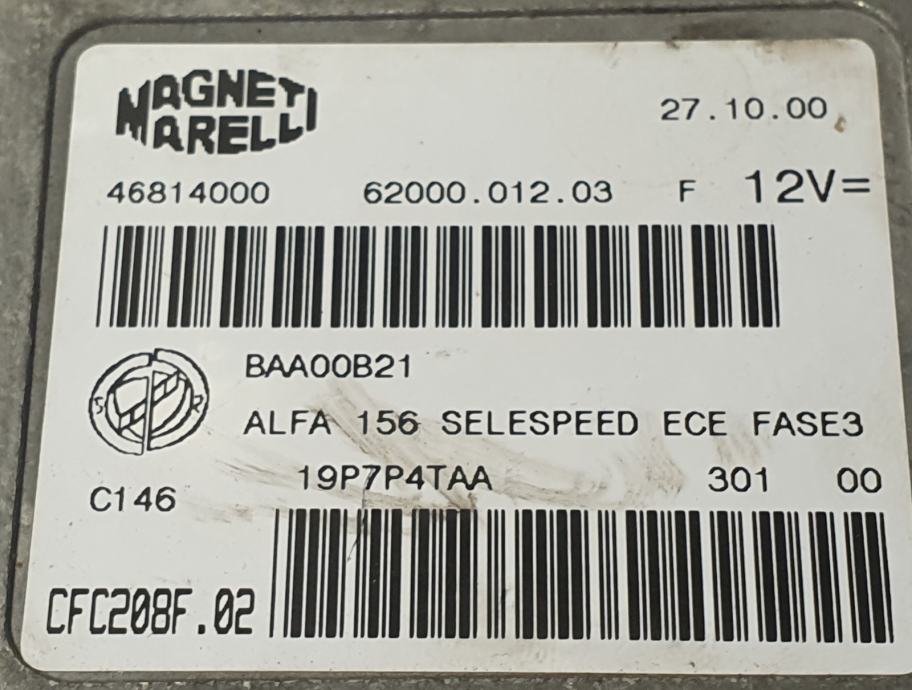 MAGNETI
MARELLI
27.10.00
46814000 62000.012.03 F 12V=
BAA00B21
ALFA 156 SELESPEED ECE FASE3
19P7P4TAA 301 00
C146
CFC208F.02